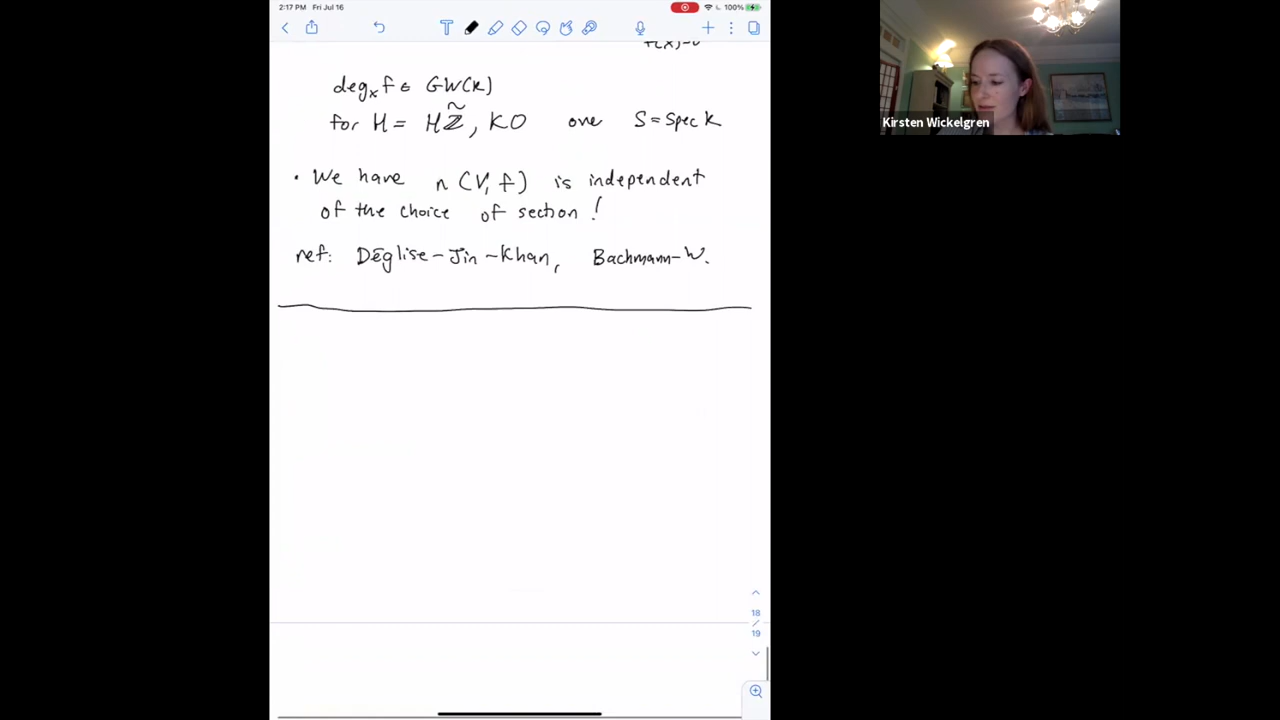 2:17 PM Fri Jul 16
100%
deg_x f ∈ GW(k)
for H = HZ̃, KO one S = Spec k
• We have n(V, f) is independent
of the choice of section !
ref: Déglise-Jin-Khan, Bachmann-W.
18
/
19
Kirsten Wickelgren